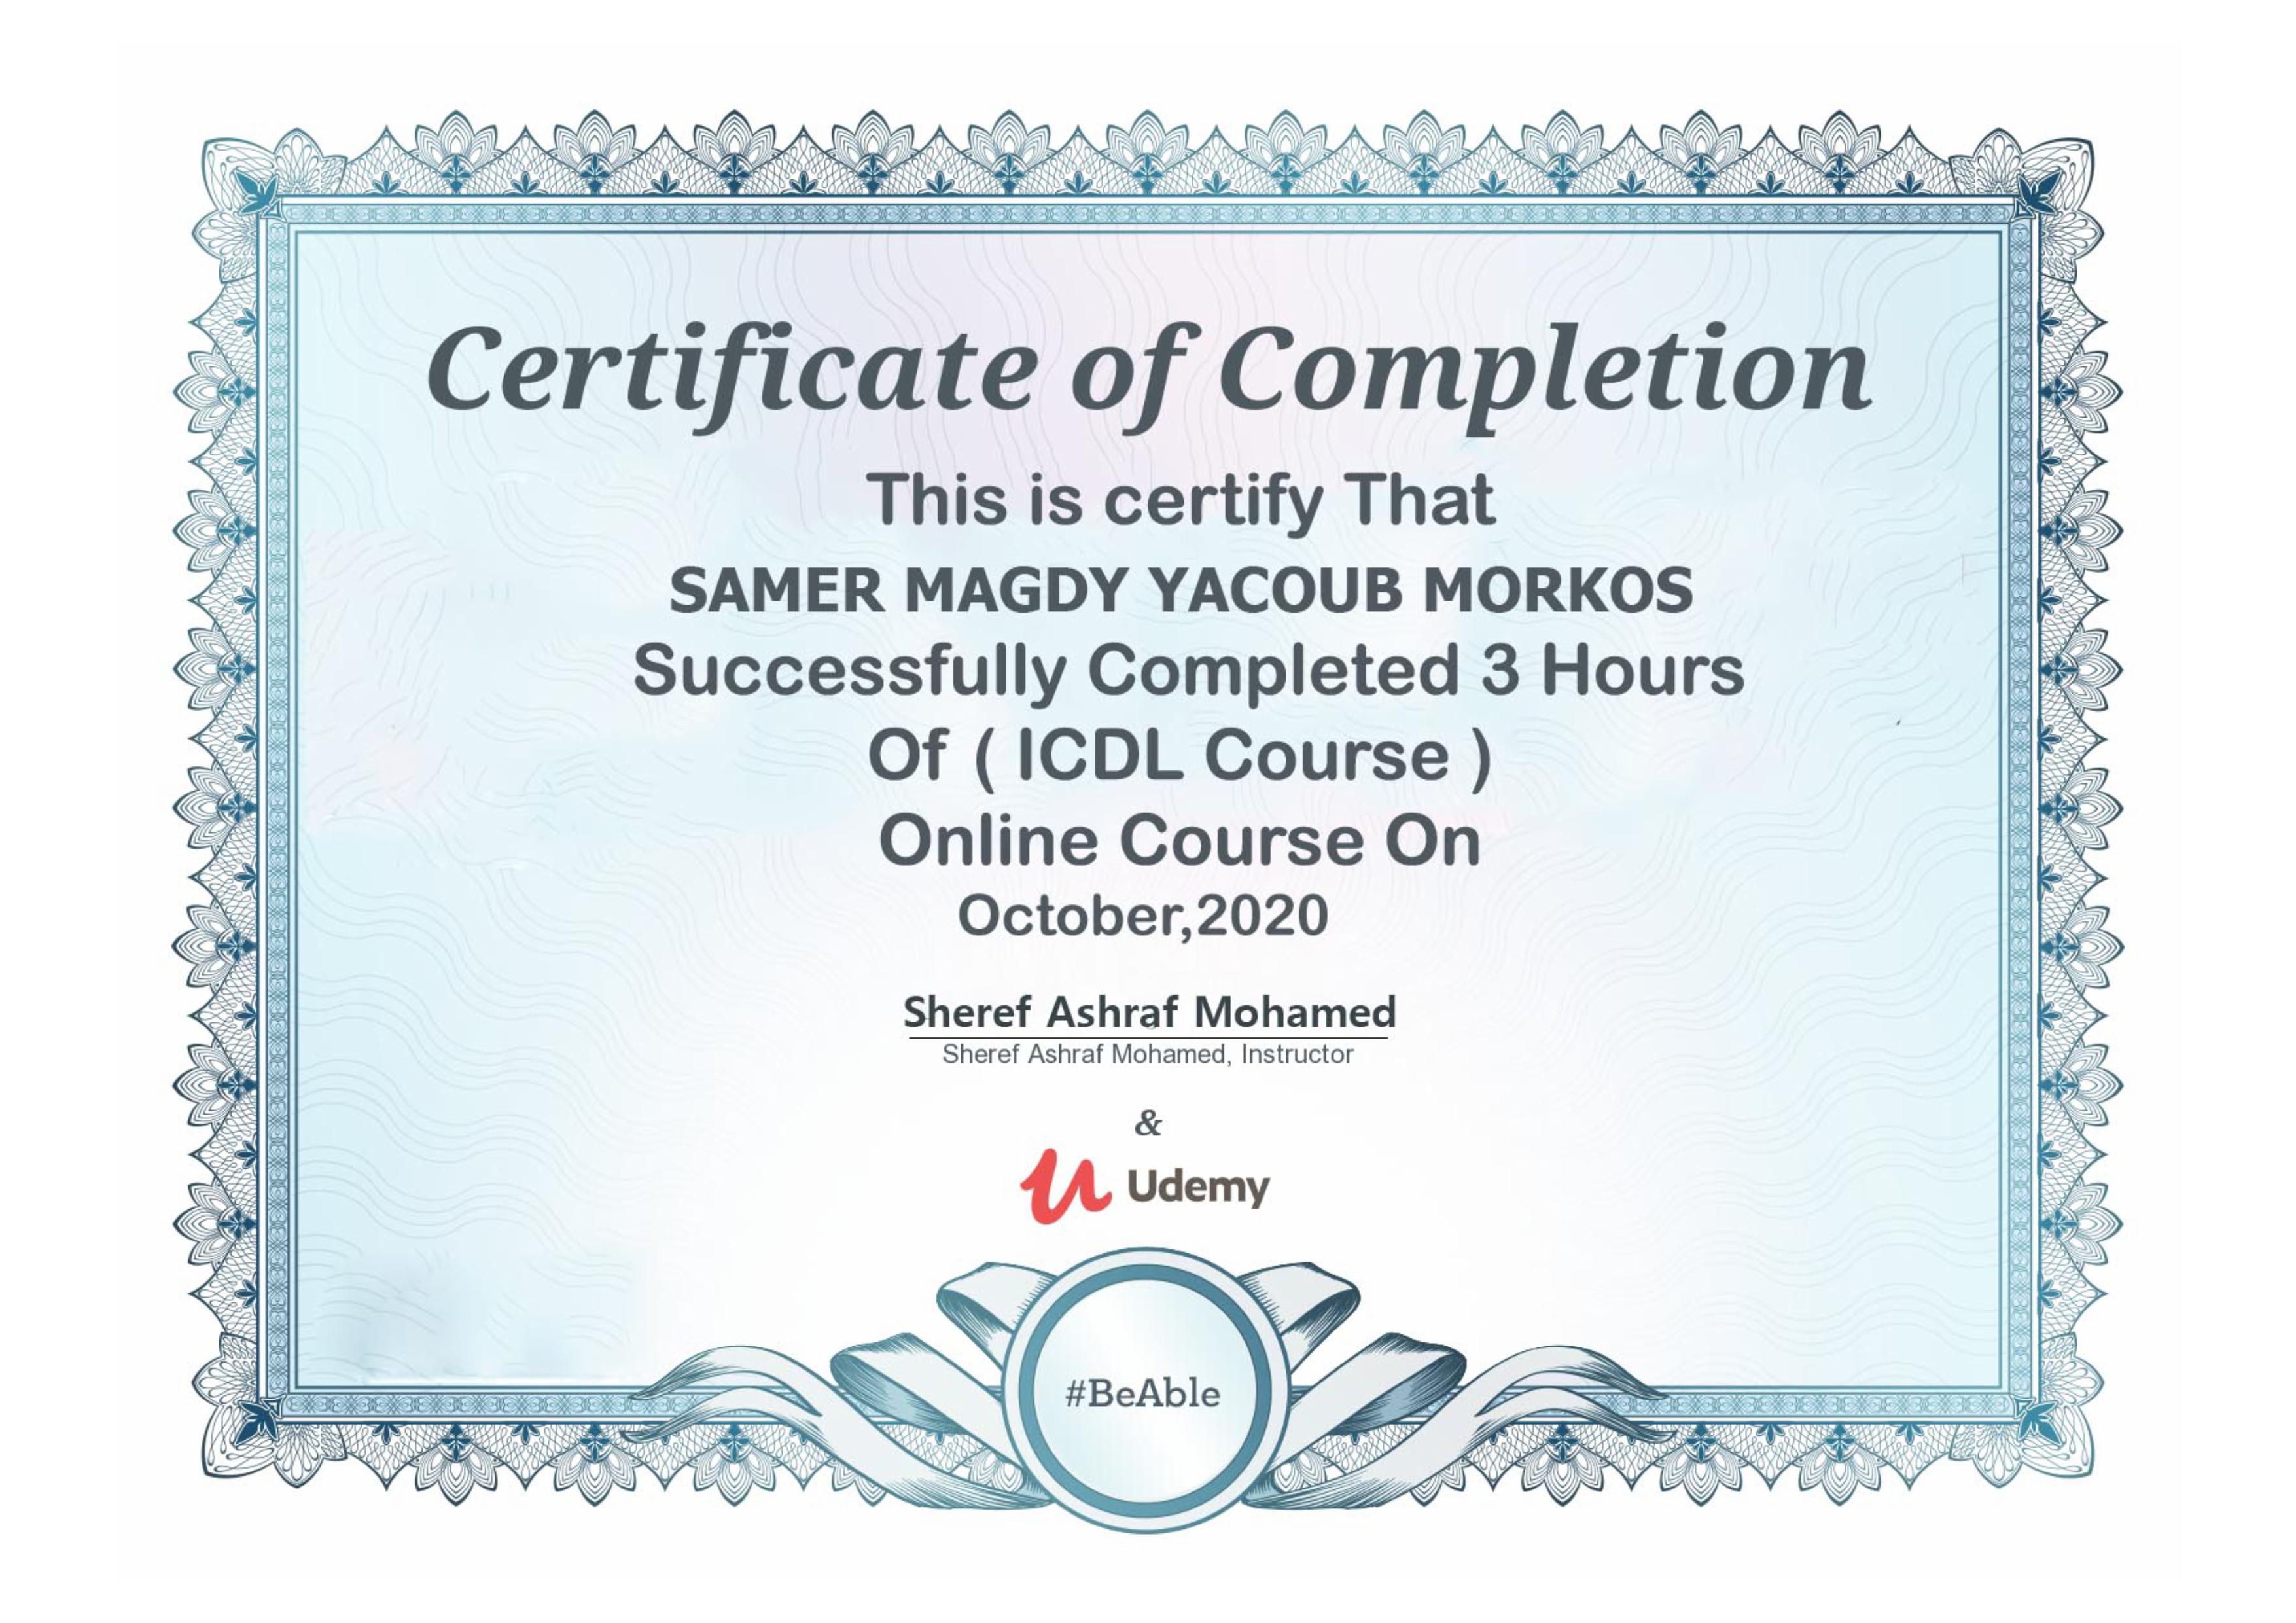 Certificate of Completion
This is certify That
SAMER MAGDY YACOUB MORKOS
Successfully Completed 3 Hours
Of ( ICDL Course )
Online Course On
October,2020
Sheref Ashraf Mohamed
Sheref Ashraf Mohamed, Instructor
&
Udemy
#BeAble